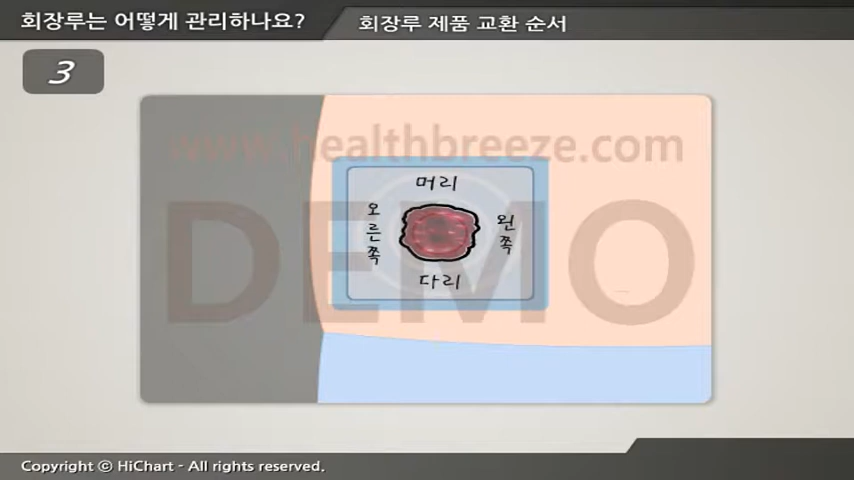 회장루는 어떻게 관리하나요?
회장루 제품 교환 순서
3
www.healthbreeze.com
DEMO
머리
오른쪽
왼쪽
다리
Copyright ⓒ HiChart - All rights reserved.